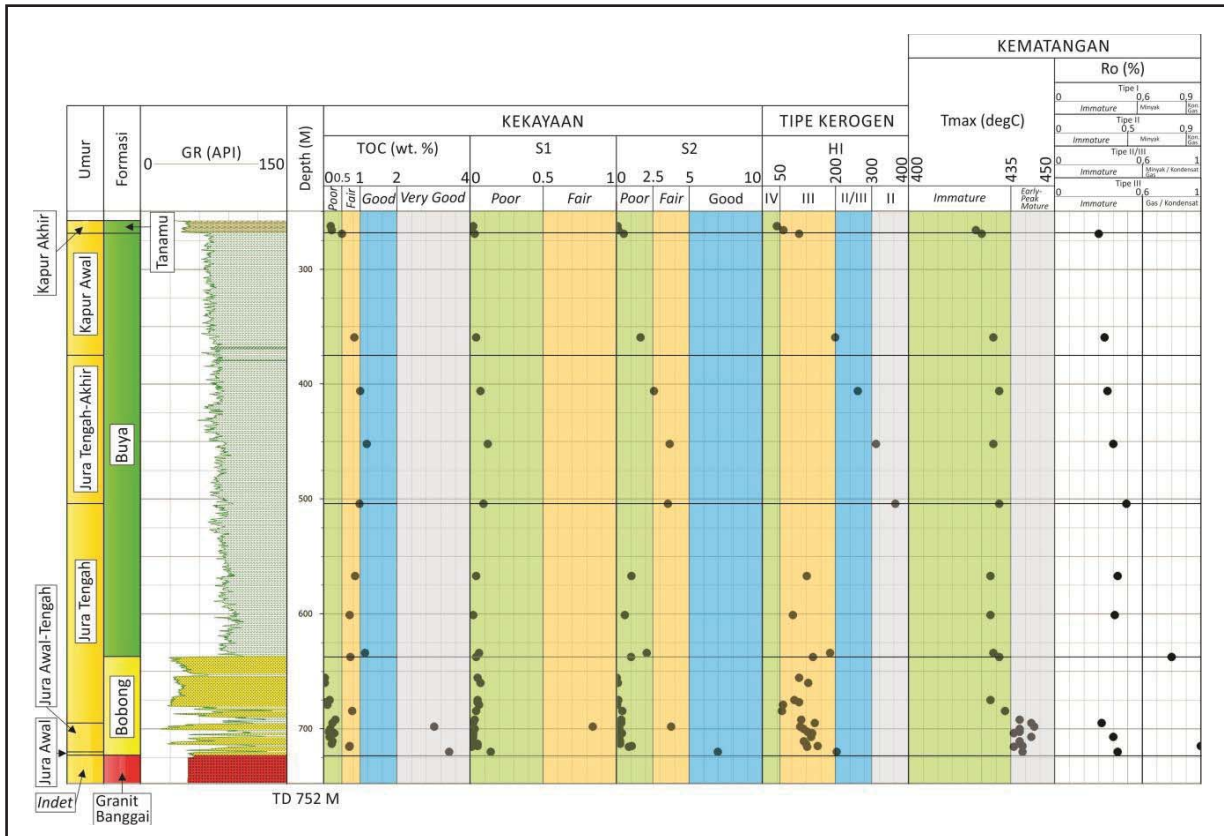 KEMATANGAN
Ro (%)
Tipe I
0 0,6 0,9
Immature Minyak Kon. Gas
Tipe II
0 0,5 0,9
Immature Minyak Kon. Gas
Tipe II/III
0 0,6 1
Immature Minyak / Kondensat Gas
Tipe III
0 0,6 1
Immature Gas / Kondensat
Tmax (degC)
400 435 450
Immature Early-Peak Mature
KEKAYAAN
TIPE KEROGEN
Umur
Formasi
GR (API)
0 150
Depth (M)
TOC (wt. %)
S1
S2
HI
0 0.5 1 2 4
0 0.5 1
0 2.5 5 10
50 200 300 400
Poor Fair Good Very Good
Poor Fair
Poor Fair Good
IV III II/III II
Kapur Akhir
Kapur Awal
Jura Tengah-Akhir
Jura Tengah
Jura Awal-Tengah
Jura Awal
Indet
Tanamu
Buya
Bobong
Granit
Banggai
300
400
500
600
700
TD 752 M